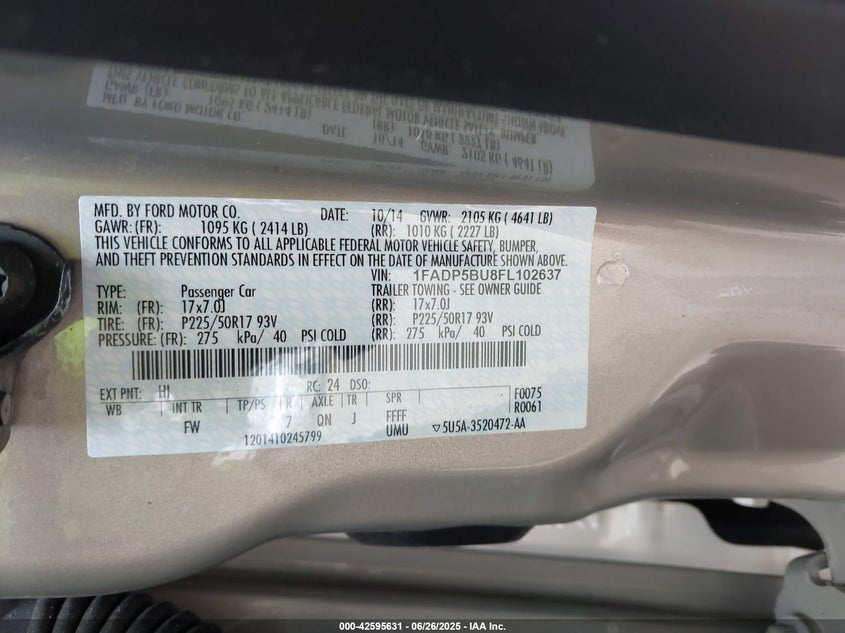 MFD. BY FORD MOTOR CO. DATE: 10/14 GVWR: 2105 KG ( 4641 LB)
GAWR: (FR): 1095 KG ( 2414 LB) (RR): 1010 KG ( 2227 LB)
THIS VEHICLE CONFORMS TO ALL APPLICABLE FEDERAL MOTOR VEHICLE SAFETY, BUMPER,
AND THEFT PREVENTION STANDARDS IN EFFECT ON THE DATE OF MANUFACTURE SHOWN ABOVE.
VIN: 1FADP5BU8FL102637
TYPE: Passenger Car TRAILER TOWING - SEE OWNER GUIDE
RIM: (FR): 17x7.0J (RR): 17x7.0J
TIRE: (FR): P225/50R17 93V (RR): P225/50R17 93V
PRESSURE: (FR): 275 kPa/ 40 PSI COLD (RR): 275 kPa/ 40 PSI COLD
EXT PNT: HI RC: 24 DSO: F0075
WB INT TR TP/PS R AXLE TR SPR R0061
FW 7 QN J FFFF
1201410245799 UMU ▽5U5A-3520472-AA
000-42595631 - 06/26/2025 - IAA Inc.